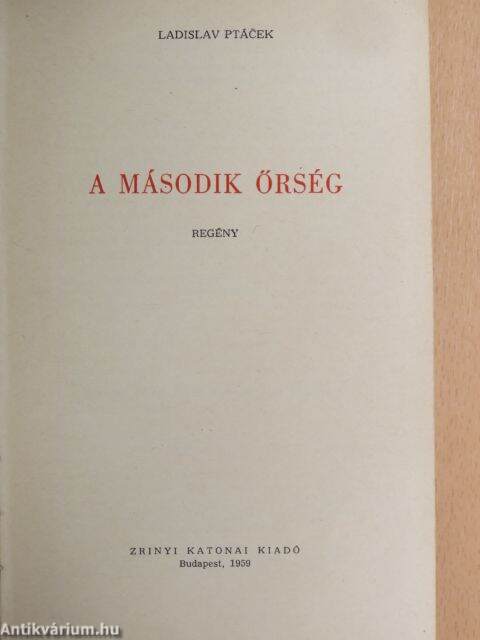 LADISLAV PTÁČEK
A MÁSODIK ŐRSÉG
REGÉNY
ZRINYI KATONAI KIADÓ
Budapest, 1959
Antikvárium.hu